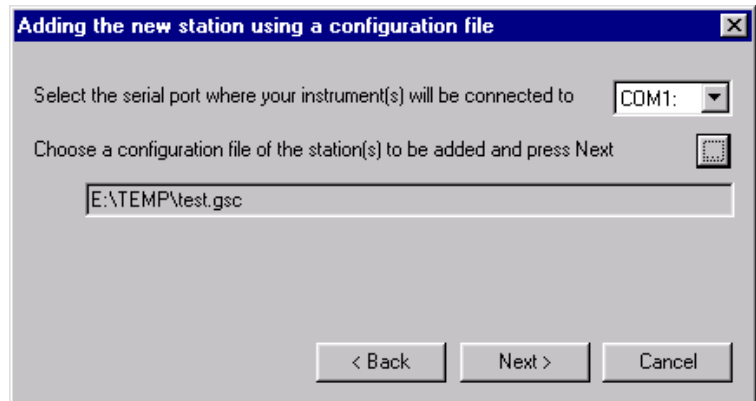 Adding the new station using a configuration file
Select the serial port where your instrument(s) will be connected to COM1:
Choose a configuration file of the station(s) to be added and press Next
E:\TEMP\test.gsc
< Back Next > Cancel